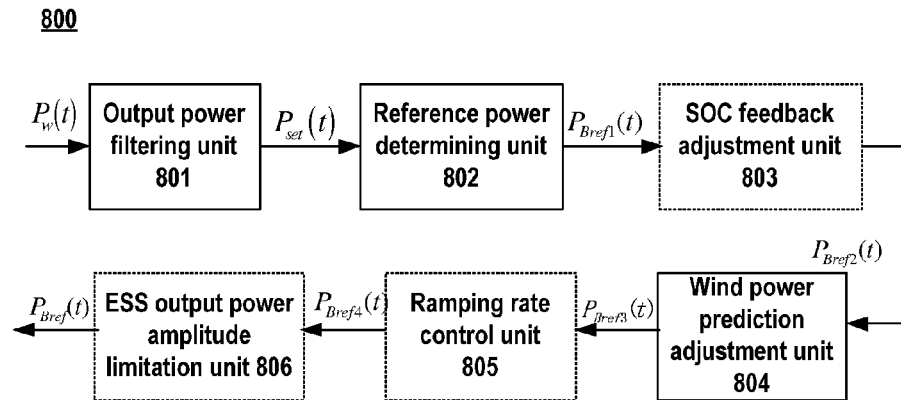 800
P_w(t)
Output power
filtering unit
801
P_set(t)
Reference power
determining unit
802
P_Bref1(t)
SOC feedback
adjustment unit
803
P_Bref2(t)
Wind power
prediction
adjustment unit
804
P_Bref3(t)
Ramping rate
control unit
805
P_Bref4(t)
ESS output power
amplitude
limitation unit 806
P_Bref(t)